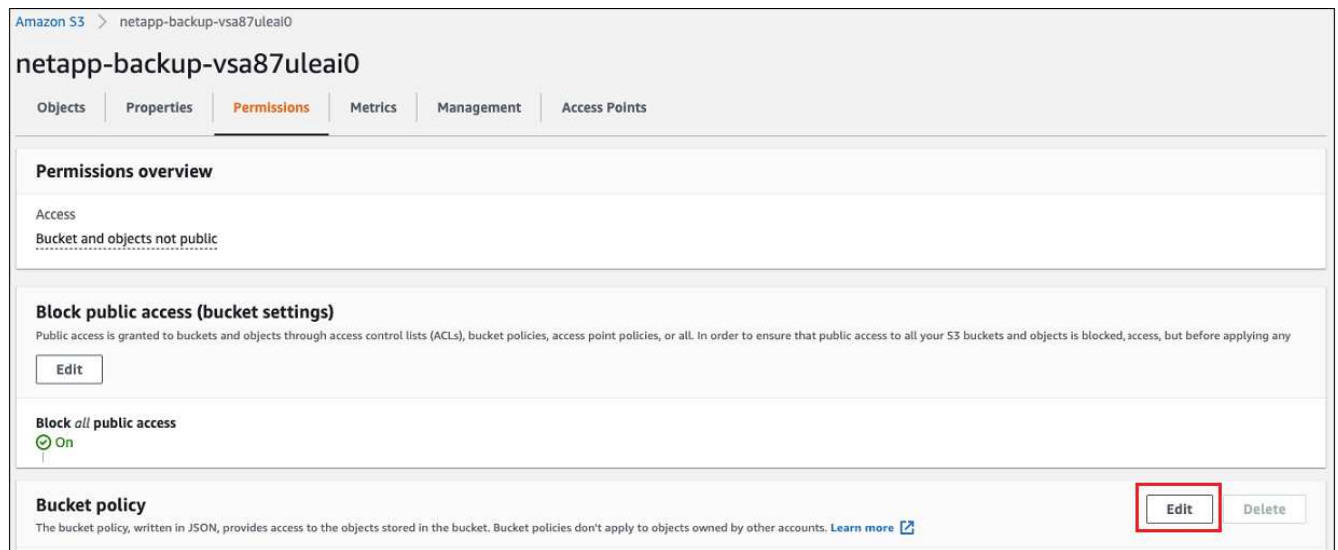 Amazon S3 > netapp-backup-vsa87uleai0
netapp-backup-vsa87uleai0
Objects Properties Permissions Metrics Management Access Points
Permissions overview
Access
Bucket and objects not public
Block public access (bucket settings)
Public access is granted to buckets and objects through access control lists (ACLs), bucket policies, access point policies, or all. In order to ensure that public access to all your S3 buckets and objects is blocked, access, but before applying any
Edit
Block all public access
On
Bucket policy
Edit Delete
The bucket policy, written in JSON, provides access to the objects stored in the bucket. Bucket policies don't apply to objects owned by other accounts. Learn more